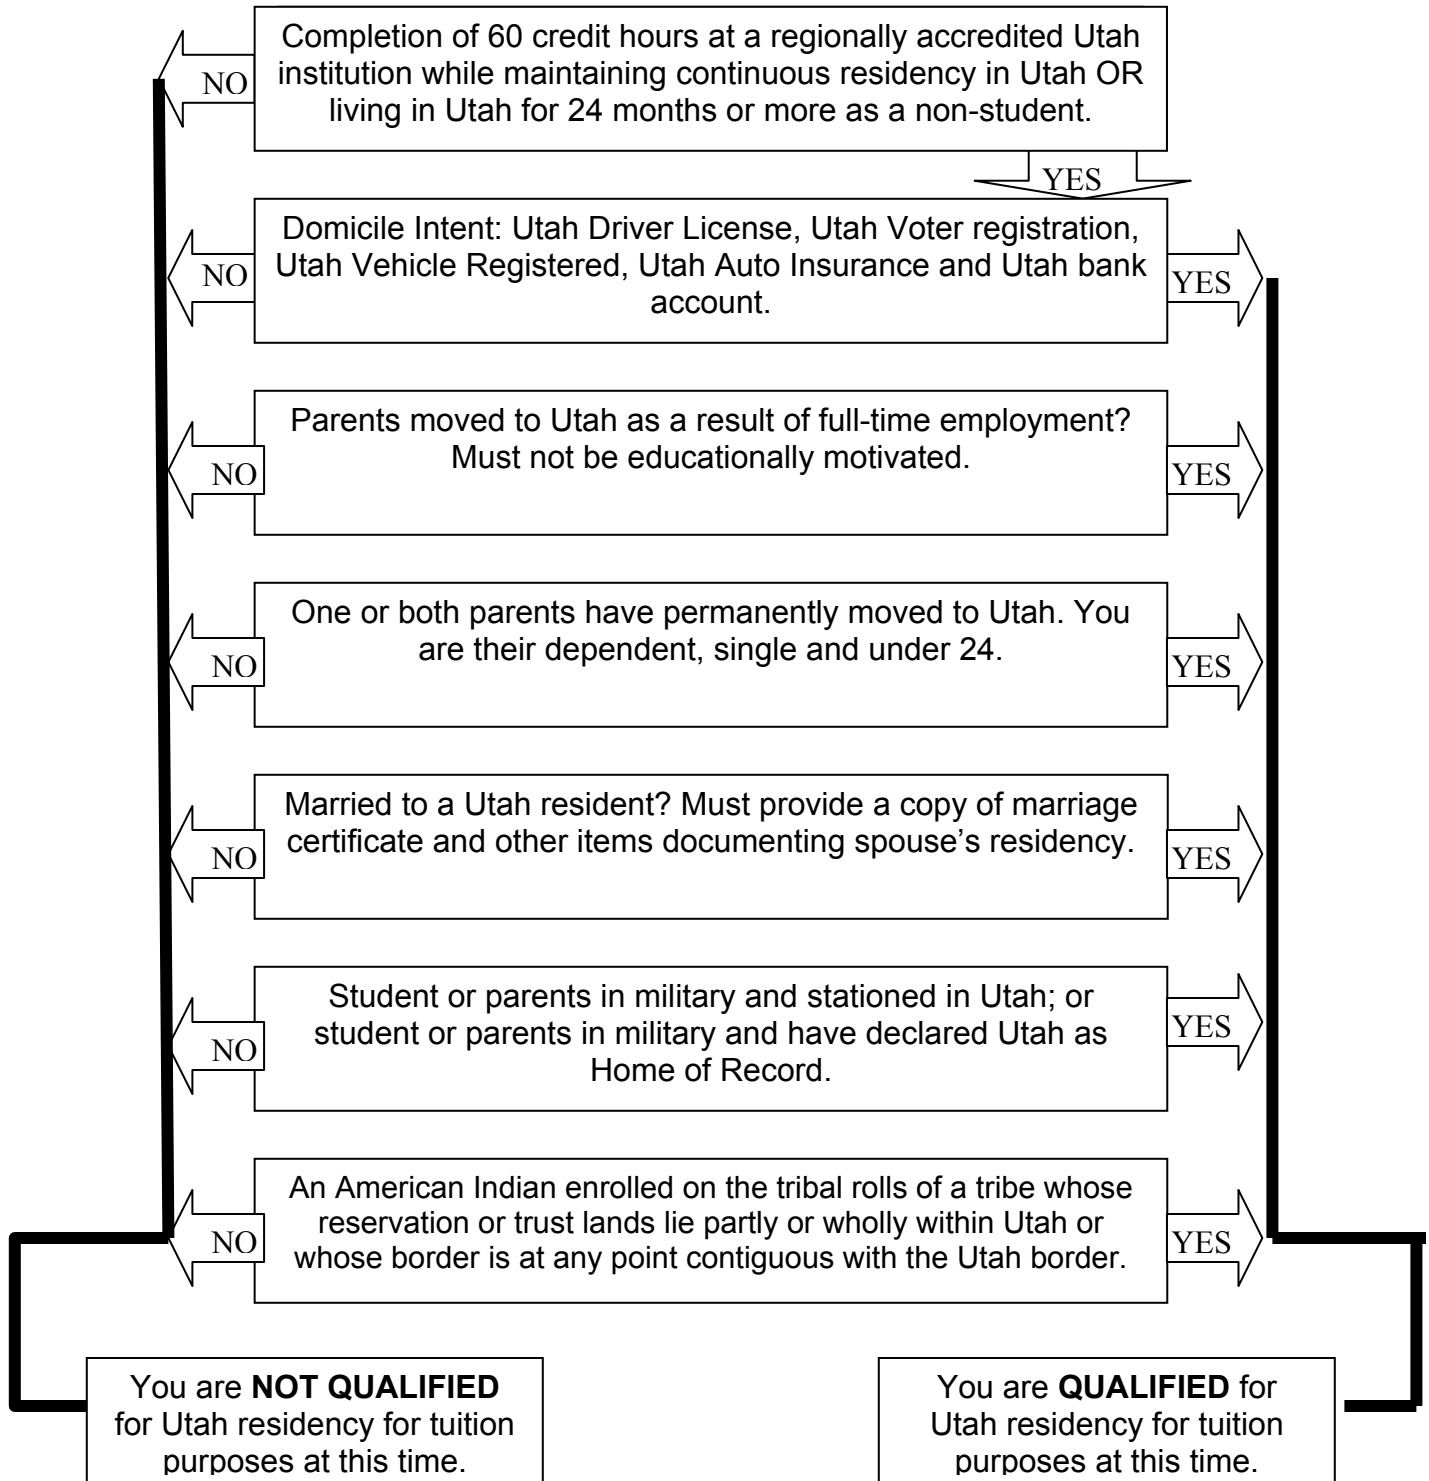 Completion of 60 credit hours at a regionally accredited Utah
institution while maintaining continuous residency in Utah OR
living in Utah for 24 months or more as a non-student.
NO
YES
Domicile Intent: Utah Driver License, Utah Voter registration,
Utah Vehicle Registered, Utah Auto Insurance and Utah bank
account.
NO
YES
Parents moved to Utah as a result of full-time employment?
Must not be educationally motivated.
NO
YES
One or both parents have permanently moved to Utah. You
are their dependent, single and under 24.
NO
YES
Married to a Utah resident? Must provide a copy of marriage
certificate and other items documenting spouse’s residency.
NO
YES
Student or parents in military and stationed in Utah; or
student or parents in military and have declared Utah as
Home of Record.
NO
YES
An American Indian enrolled on the tribal rolls of a tribe whose
reservation or trust lands lie partly or wholly within Utah or
whose border is at any point contiguous with the Utah border.
NO
YES
You are NOT QUALIFIED
for Utah residency for tuition
purposes at this time.
You are QUALIFIED for
Utah residency for tuition
purposes at this time.